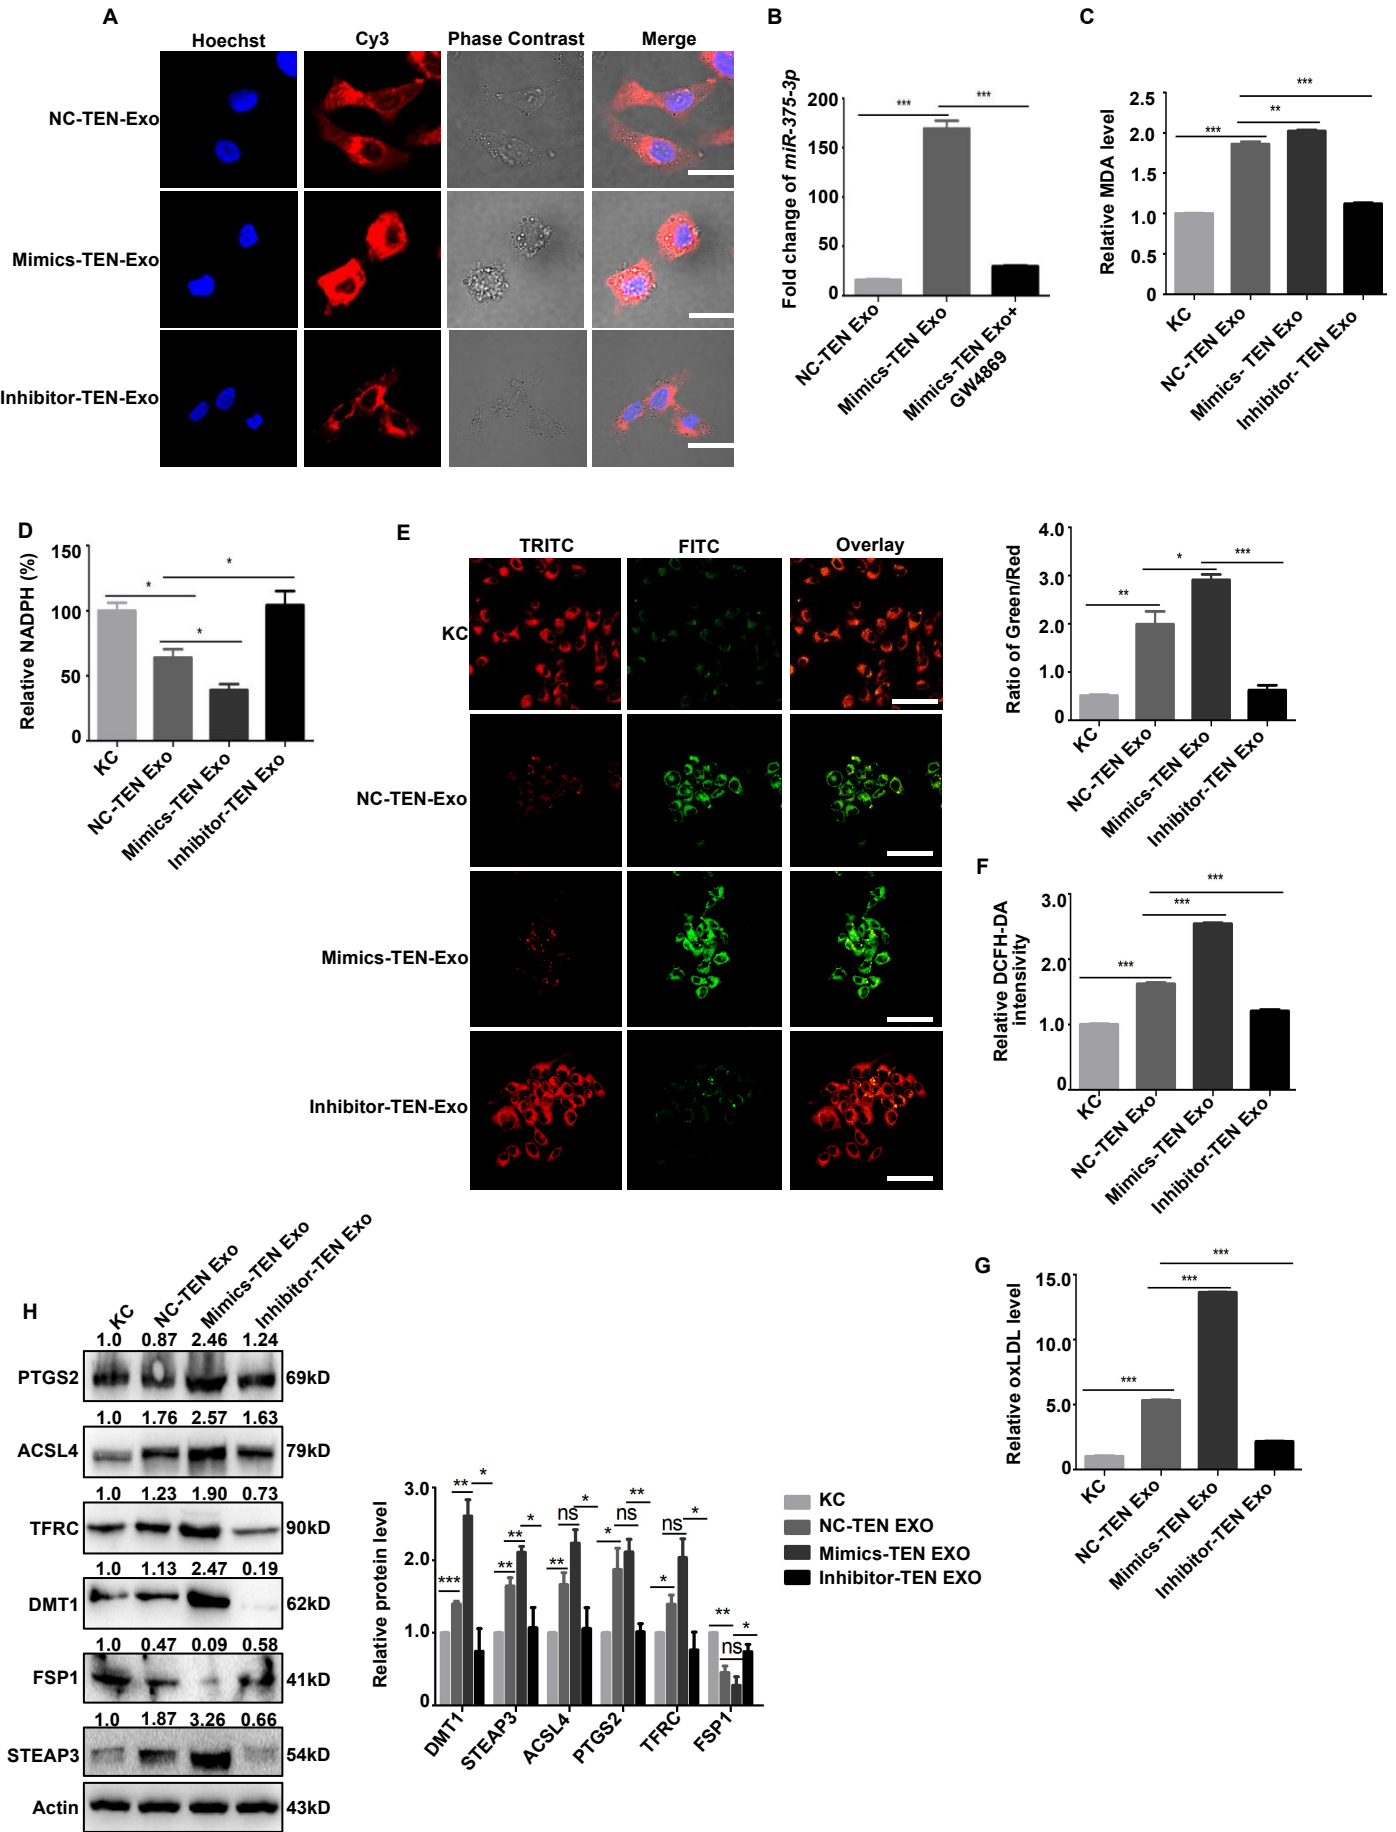 A
Hoechst Cy3 Phase Contrast Merge
NC-TEN-Exo
Mimics-TEN-Exo
Inhibitor-TEN-Exo
B
Fold change of miR-375-3p
200
150
100
50
0
*** ***
NC-TEN Exo
Mimics-TEN Exo
Mimics-TEN Exo+
GW4869
C
Relative MDA level
2.5
2.0
1.5
1.0
0.5
0
***
**
***
KC
NC-TEN Exo
Mimics- TEN Exo
Inhibitor- TEN Exo
D
Relative NADPH (%)
150
100
50
0
*
*
*
KC
NC-TEN Exo
Mimics-TEN Exo
Inhibitor-TEN Exo
E
TRITC FITC Overlay
KC
NC-TEN-Exo
Mimics-TEN-Exo
Inhibitor-TEN-Exo
Ratio of Green/Red
4.0
3.0
2.0
1.0
0
**
*
***
KC
NC-TEN Exo
Mimics-TEN Exo
Inhibitor- TEN Exo
F
Relative DCFH-DA
intensivity
3.0
2.0
1.0
0
***
***
***
KC
NC-TEN Exo
Mimics-TEN Exo
Inhibitor-TEN Exo
G
Relative oxLDL level
15.0
10.0
5.0
0
***
***
***
KC
NC-TEN Exo
Mimics-TEN Exo
Inhibitor-TEN Exo
H
KC NC-TEN Exo Mimics-TEN Exo Inhibitor-TEN Exo
1.0 0.87 2.46 1.24
PTGS2 69kD
1.0 1.76 2.57 1.63
ACSL4 79kD
1.0 1.23 1.90 0.73
TFRC 90kD
1.0 1.13 2.47 0.19
DMT1 62kD
1.0 0.47 0.09 0.58
FSP1 41kD
1.0 1.87 3.26 0.66
STEAP3 54kD
Actin 43kD
Relative protein level
3.0
2.0
1.0
0
*** ** *
** ** *
** ns *
* ns **
* ns *
** ns *
DMT1
STEAP3
ACSL4
PTGS2
TFRC
FSP1
KC
NC-TEN EXO
Mimics-TEN EXO
Inhibitor-TEN EXO